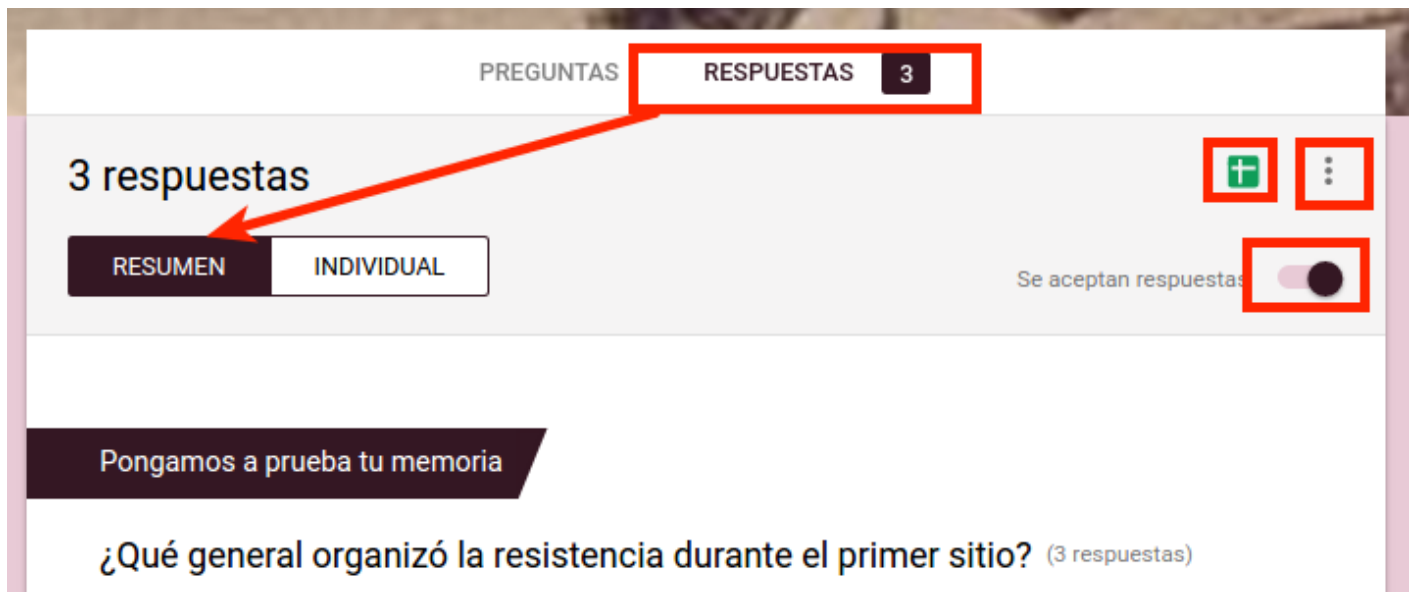 PREGUNTAS RESPUESTAS 3
3 respuestas
RESUMEN INDIVIDUAL
Se aceptan respuestas
Pongamos a prueba tu memoria
¿Qué general organizó la resistencia durante el primer sitio? (3 respuestas)